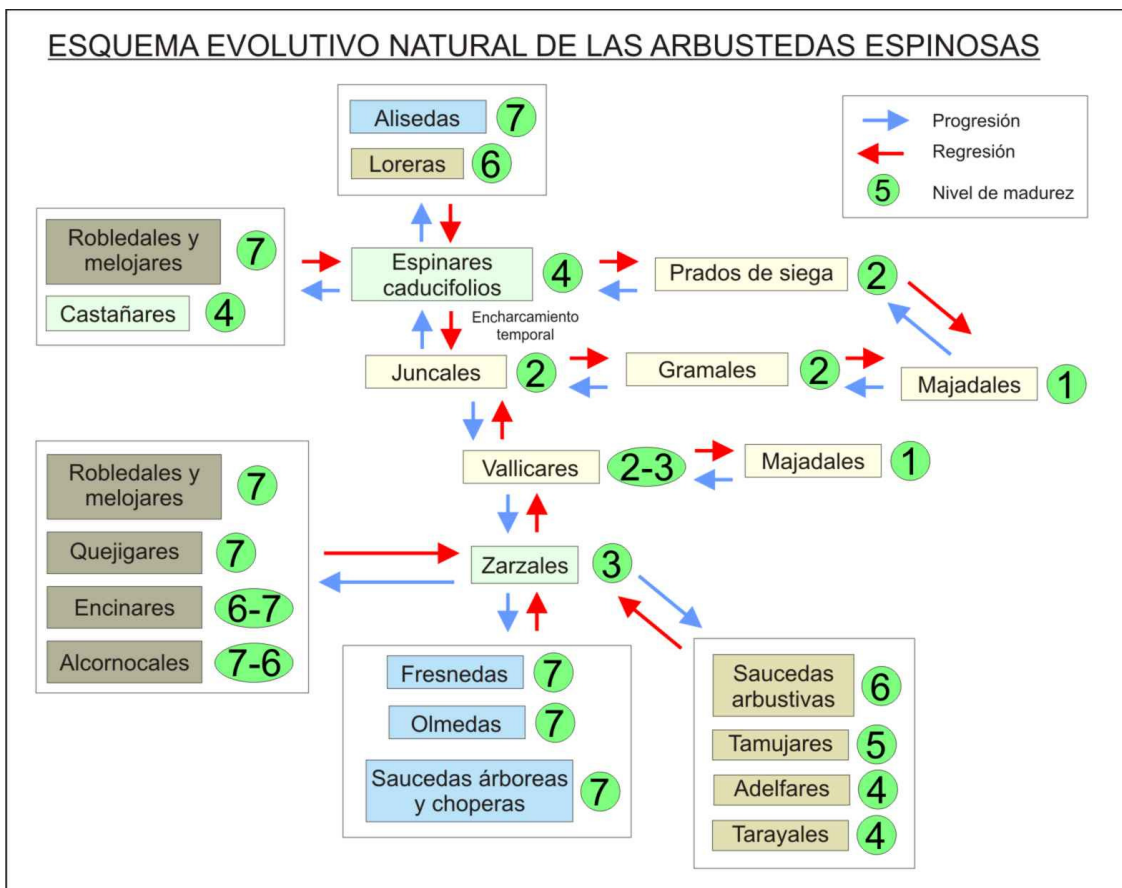 ESQUEMA EVOLUTIVO NATURAL DE LAS ARBUSTEDAS ESPINOSAS
Alisedas 7
Loreras 6
Progresión
Regresión
5 Nivel de madurez
Robledales y
melojares 7
Castañares 4
Espinares
caducifolios 4
Prados de siega 2
Encharcamiento
temporal
Juncales 2
Gramales 2
Majadales 1
Vallicares 2-3
Majadales 1
Robledales y
melojares 7
Quejigares 7
Encinares 6-7
Alcornocales 7-6
Zarzales 3
Fresnedas 7
Olmedas 7
Saucedas árboreas
y choperas 7
Saucedas
arbustivas 6
Tamujares 5
Adelfares 4
Tarayales 4